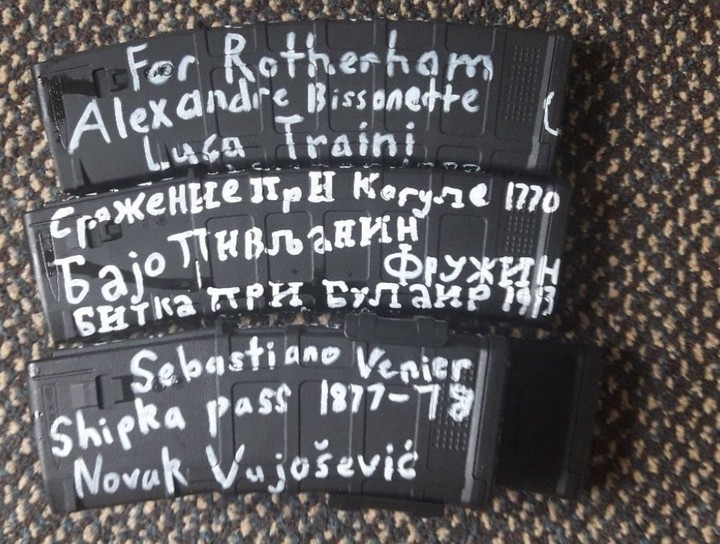 For Rotherham
Alexandre Bissonette
Luca Traini
Сражение при Кагуле 1770
Бајо Пивљанин
Фружин
Битка при Булаир 1913
Sebastiano Venier
Shipka pass 1877-78
Novak Vujošević